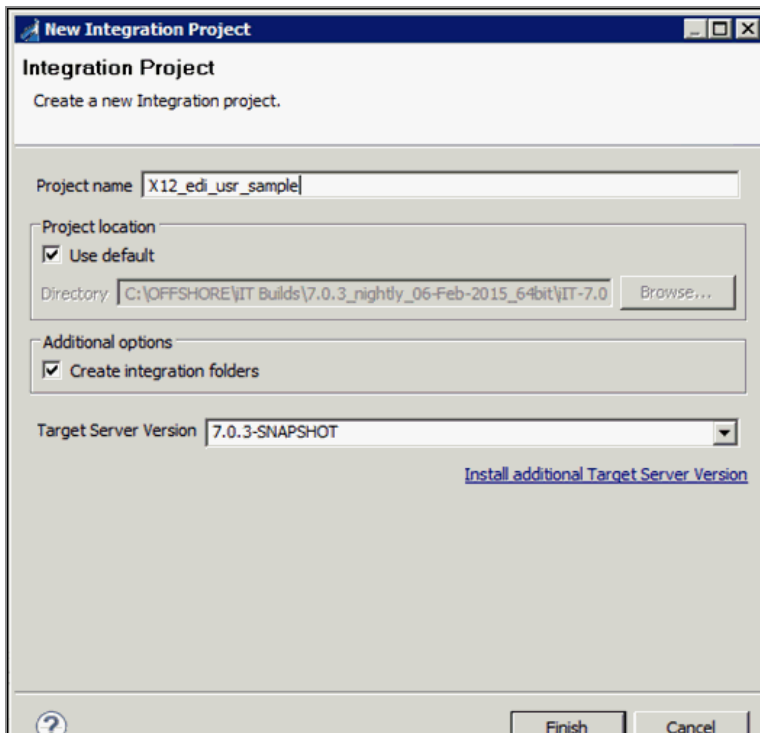 New Integration Project
Integration Project
Create a new Integration project.
Project name X12_edi_usr_sample
Project location
Use default
Directory C:\OFFSHORE\IT Builds\7.0.3_nightly_06-Feb-2015_64bit\iIT-7.0
Browse...
Additional options
Create integration folders
Target Server Version 7.0.3-SNAPSHOT
Install additional Target Server Version
?
Finish Cancel